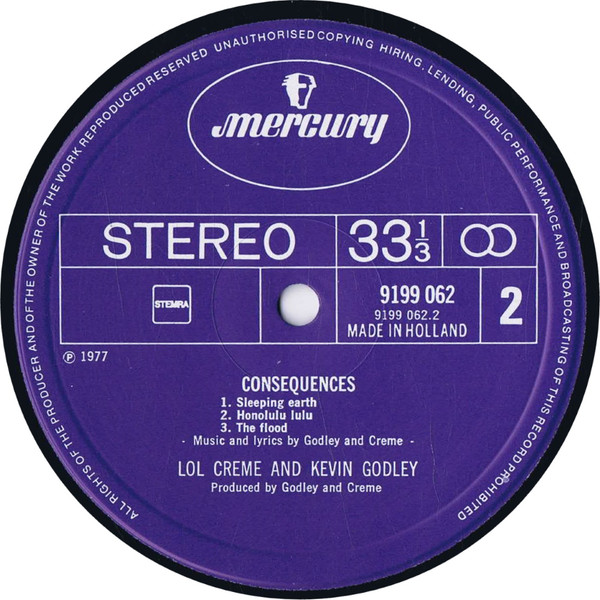 ALL RIGHTS OF THE PRODUCER AND OF THE OWNER OF THE WORK REPRODUCED RESERVED UNAUTHORISED COPYING HIRING, LENDING, PUBLIC PERFORMANCE AND BROADCASTING OF THIS RECORD PROHIBITED
mercury
STEREO
33 1/3
STEMRA
9199 062
9199 062.2
MADE IN HOLLAND
2
℗ 1977
CONSEQUENCES
1. Sleeping earth
2. Honolulu lulu
3. The flood
- Music and lyrics by Godley and Creme -
LOL CREME AND KEVIN GODLEY
Produced by Godley and Creme